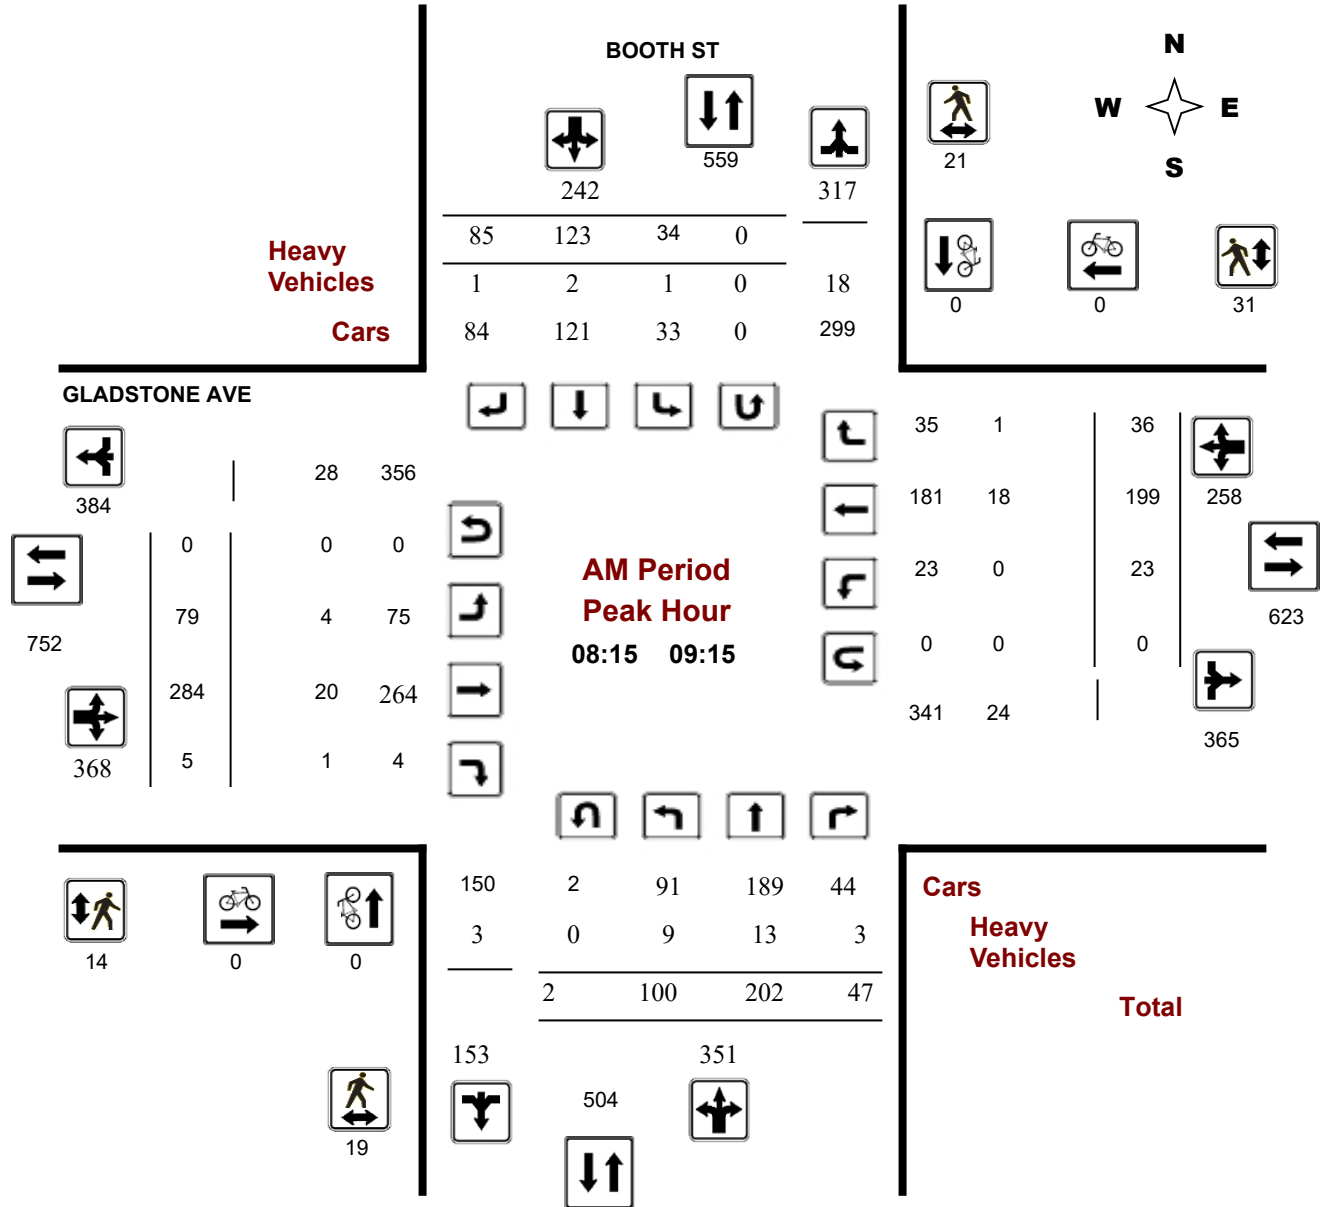 BOOTH ST
N
W E
S
559
21
242 317
85 123 34 0
Heavy
Vehicles
1 2 1 0 18
0 0 31
Cars
84 121 33 0 299
GLADSTONE AVE
35 1 36
28 356
384
181 18 199 258
0 0 0
AM Period
23 0 23
Peak Hour
79 4 75
623
752
08:15 09:15
0 0 0
284 20 264
341 24
365
368 5 1 4
150 2 91 189 44
Cars
3 0 9 13 3
Heavy
Vehicles
14 0 0
2 100 202 47
Total
153 351
504
19